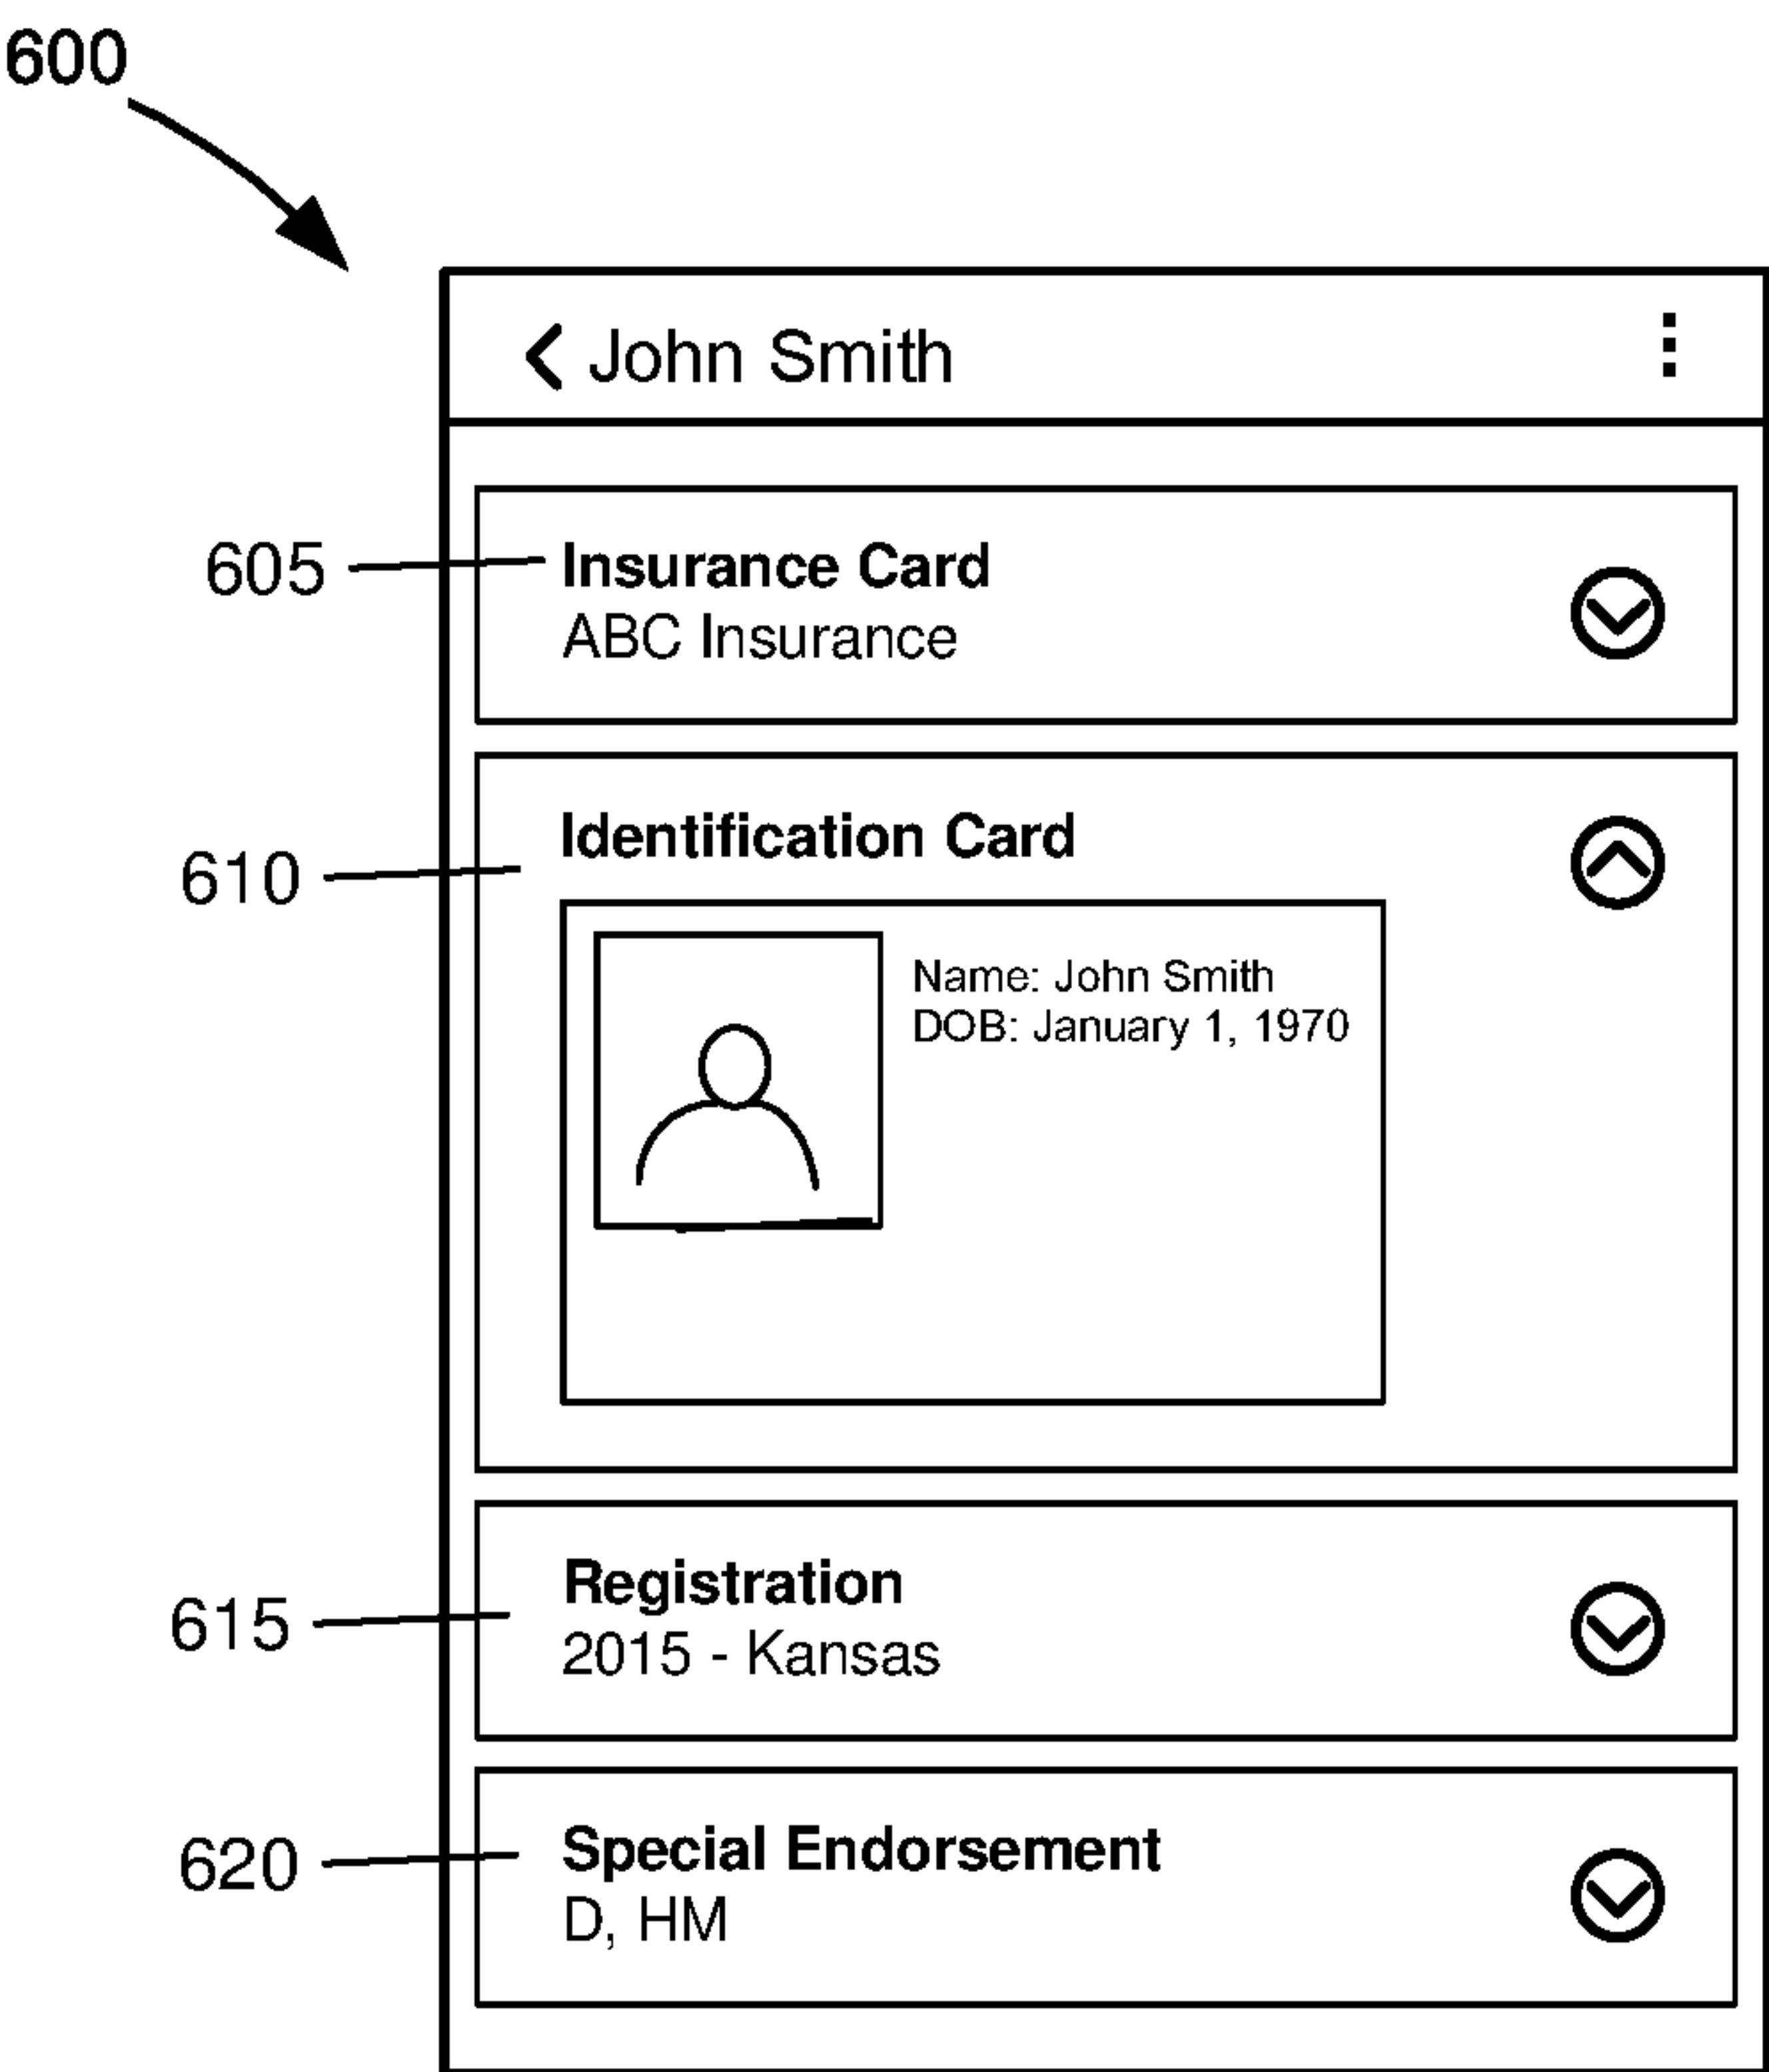 600
John Smith
605
Insurance Card
ABC Insurance
610
Identification Card
Name: John Smith
DOB: January 1, 1970
615
Registration
2015 - Kansas
620
Special Endorsement
D, HM